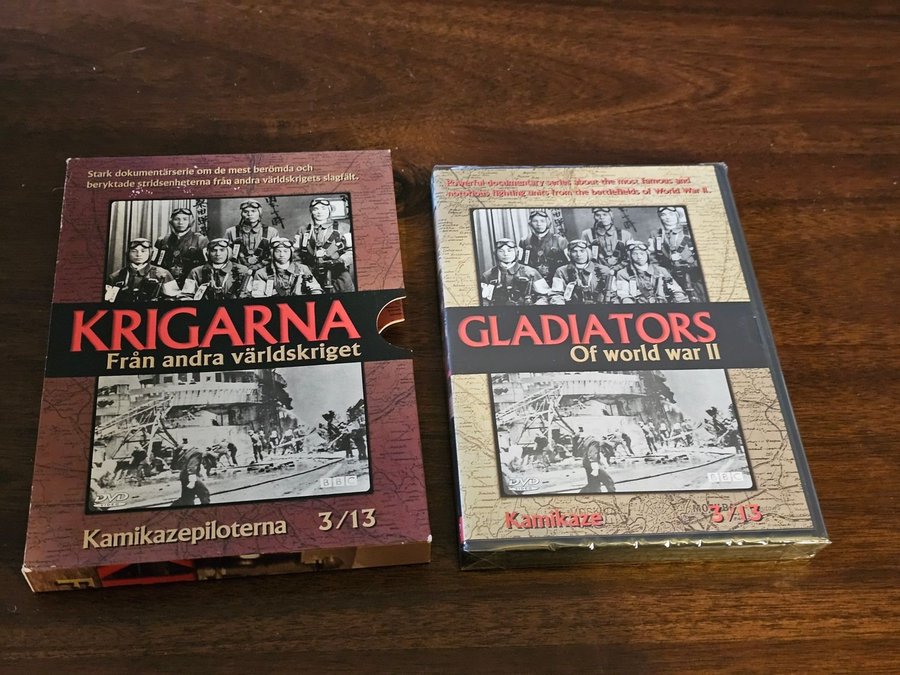 Stark dokumentärserie om de mest berömda och
beryktade stridsenheterna från andra världskrigets slagfält.
KRIGARNA
Från andra världskriget
DVD
VIDEO
BBC
Kamikazepiloterna 3/13
Powerful documentary series about the most famous and
notorious fighting units from the battlefields of World War II.
GLADIATORS
Of world war II
DVD
VIDEO
BBC
Kamikaze 3/13